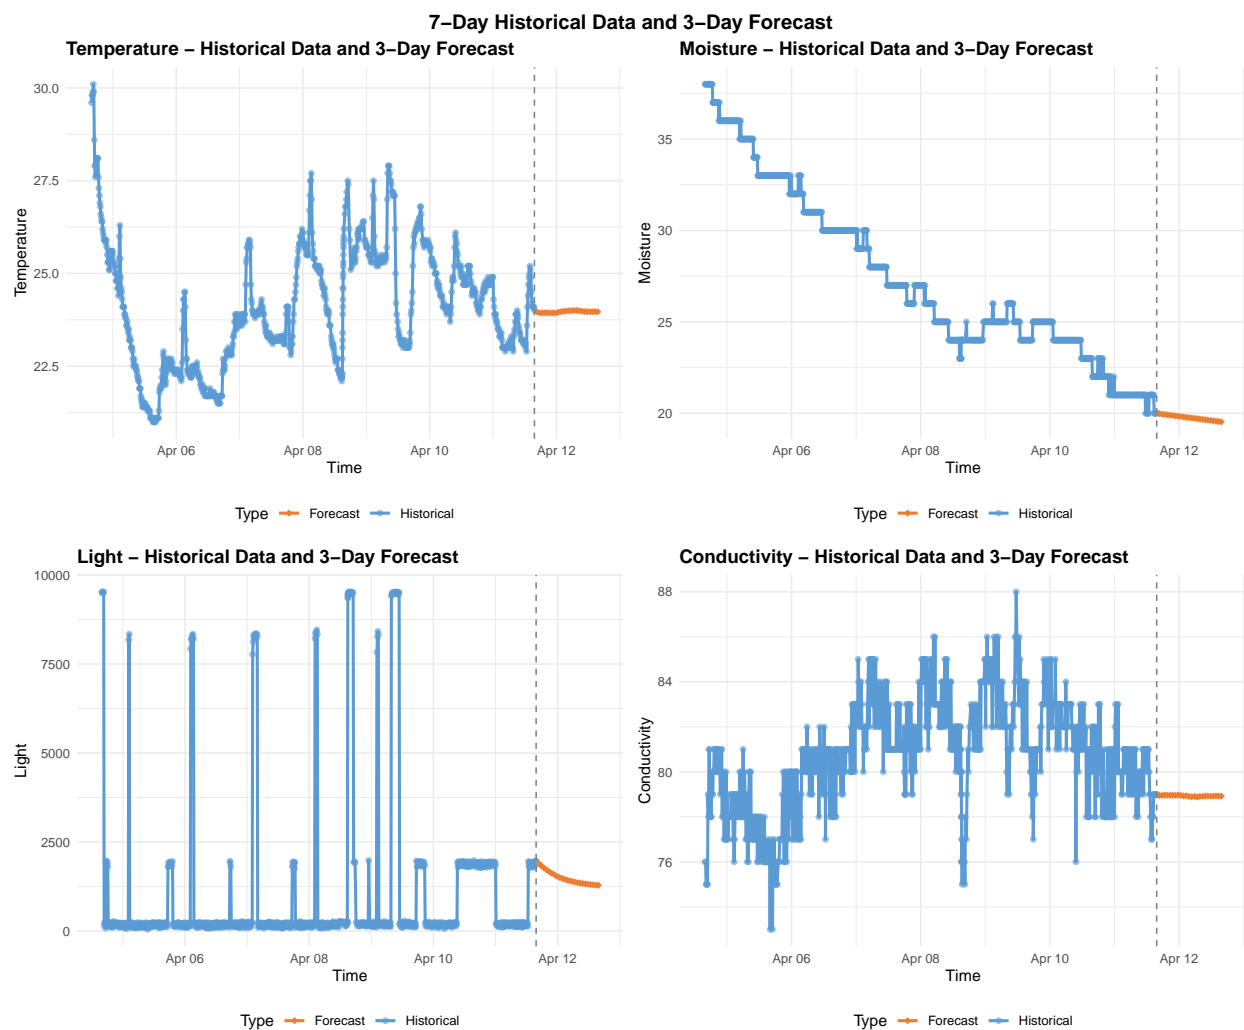 7−Day Historical Data and 3−Day Forecast
Temperature − Historical Data and 3−Day Forecast
30.0
27.5
25.0
22.5
Temperature
Apr 06
Apr 08
Apr 10
Apr 12
Time
Type Forecast Historical
Moisture − Historical Data and 3−Day Forecast
35
30
25
20
Moisture
Apr 06
Apr 08
Apr 10
Apr 12
Time
Type Forecast Historical
Light − Historical Data and 3−Day Forecast
10000
7500
5000
2500
0
Light
Apr 06
Apr 08
Apr 10
Apr 12
Time
Type Forecast Historical
Conductivity − Historical Data and 3−Day Forecast
88
84
80
76
Conductivity
Apr 06
Apr 08
Apr 10
Apr 12
Time
Type Forecast Historical